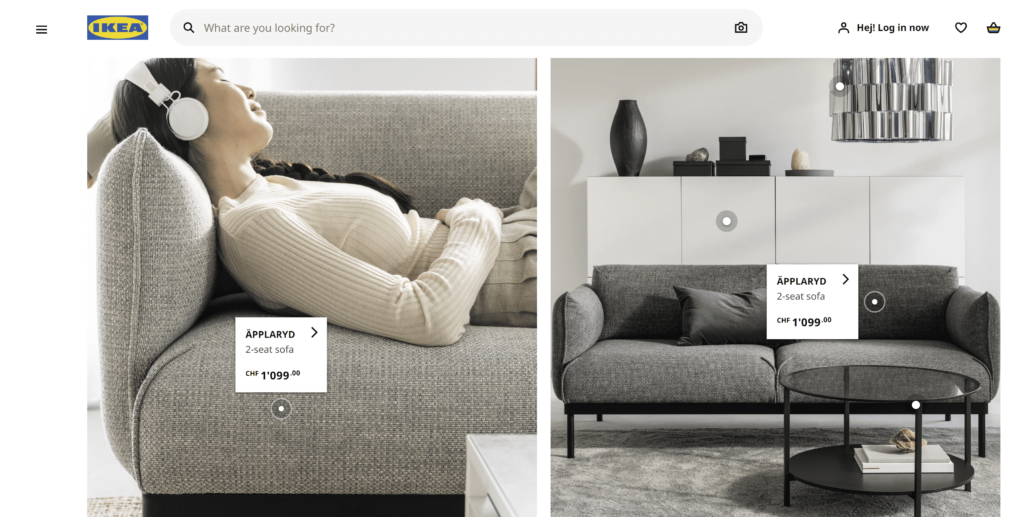 IKEA
What are you looking for?
Hej! Log in now
ÄPPLARYD
2-seat sofa
CHF 1'099.00
ÄPPLARYD
2-seat sofa
CHF 1'099.00